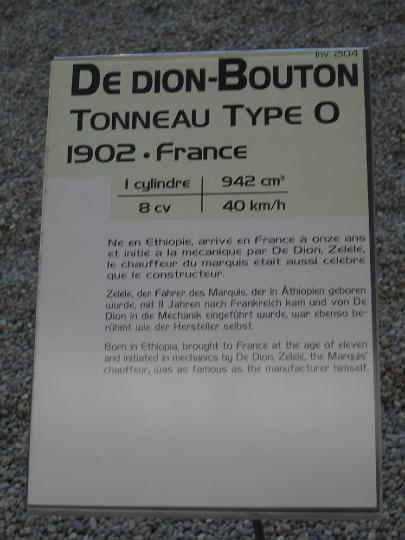 Inv. 2104
DE DION-BOUTON
TONNEAU TYPE O
1902 • France
1 cylindre 942 cm³
8 cv 40 km/h
Né en Ethiopie, arrivé en France à onze ans
et initié à la mécanique par De Dion, Zélélé,
le chauffeur du marquis était aussi célèbre
que le constructeur.
Zélélé, der Fahrer des Marquis, der in Äthiopien geboren
wurde, mit 11 Jahren nach Frankreich kam und von De
Dion in die Mechanik eingeführt wurde, war ebenso be-
rühmt wie der Hersteller selbst.
Born in Ethiopia, brought to France at the age of eleven
and initiated in mechanics by De Dion, Zélélé, the Marquis'
chauffeur, was as famous as the manufacturer himself.